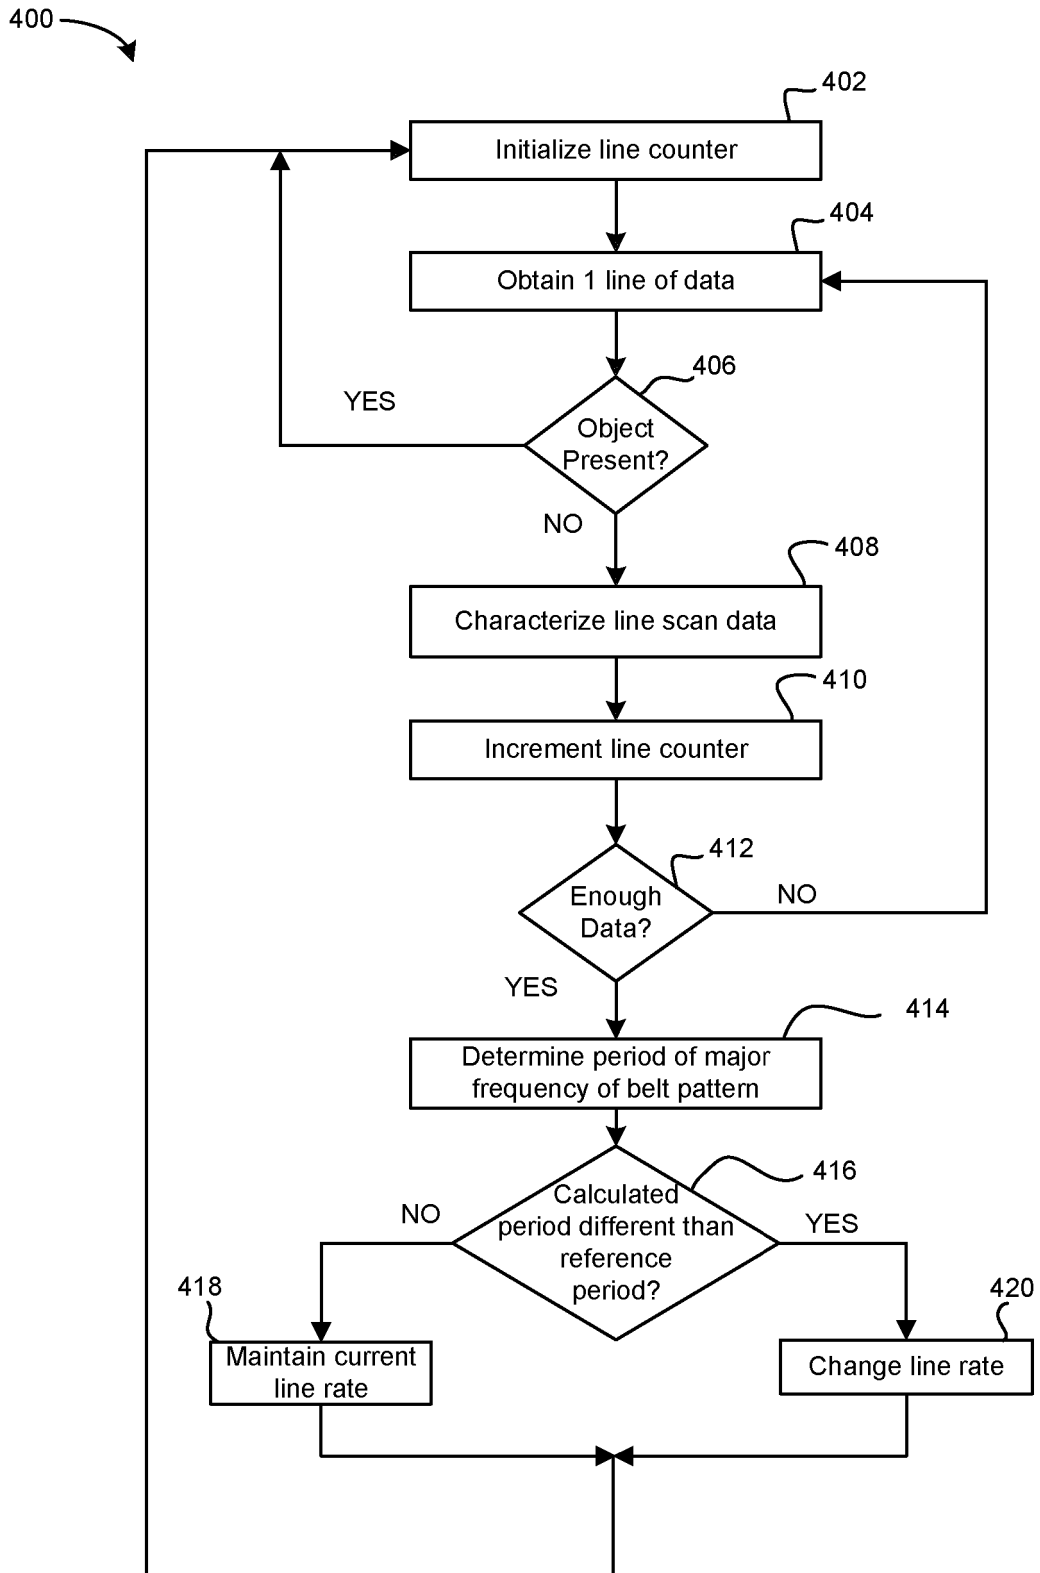 400
402
Initialize line counter
404
Obtain 1 line of data
406
YES
Object
Present?
NO
408
Characterize line scan data
410
Increment line counter
412
Enough
Data?
NO
YES
414
Determine period of major
frequency of belt pattern
416
Calculated
period different than
reference
period?
NO
YES
418
420
Maintain current
line rate
Change line rate